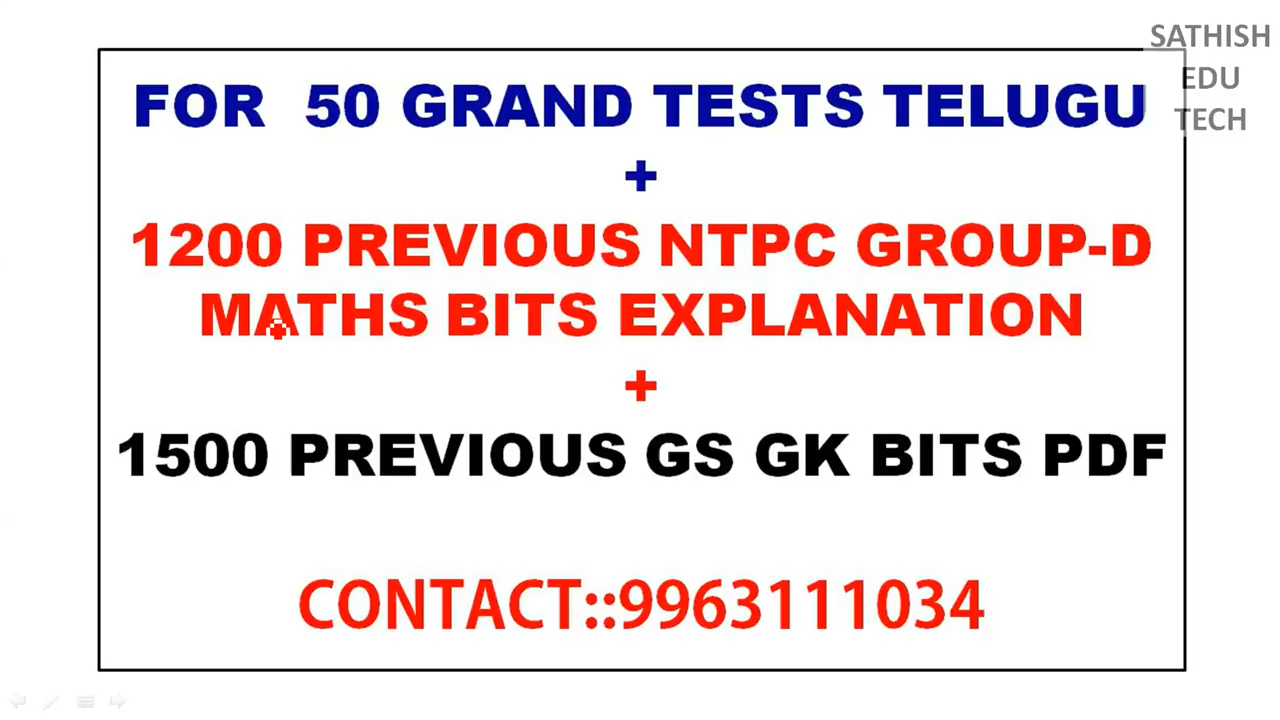 SATHISH
EDU
TECH
FOR 50 GRAND TESTS TELUGU
+
1200 PREVIOUS NTPC GROUP-D
MATHS BITS EXPLANATION
+
1500 PREVIOUS GS GK BITS PDF
CONTACT::9963111034